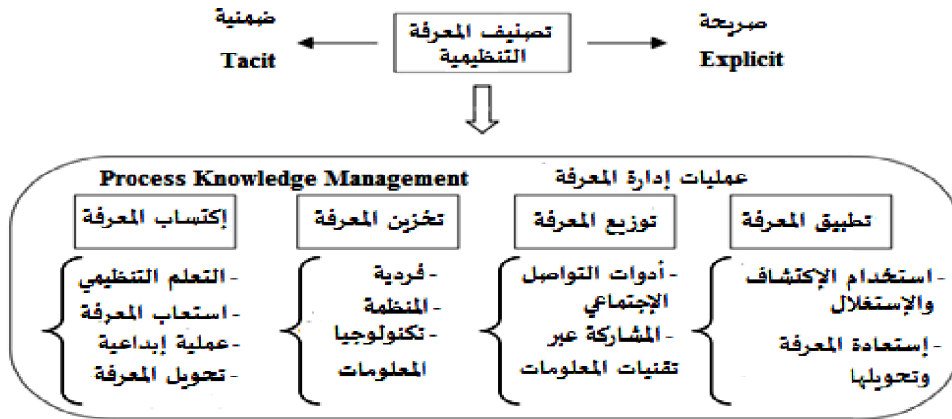 تصنيف المعرفة
التنظيمية
صريحة
Explicit
ضمنية
Tacit
عمليات إدارة المعرفة
Process Knowledge Management
تطبيق المعرفة
- استخدام الإكتشاف
والإستغلال
- إستعادة المعرفة
وتحويلها
توزيع المعرفة
- أدوات التواصل
الإجتماعي
- المشاركة عبر
تقنيات المعلومات
تخزين المعرفة
- فردية
- المنظمة
- تكنولوجيا
المعلومات
إكتساب المعرفة
- التعلم التنظيمي
- استعاب المعرفة
- عملية إبداعية
- تحويل المعرفة